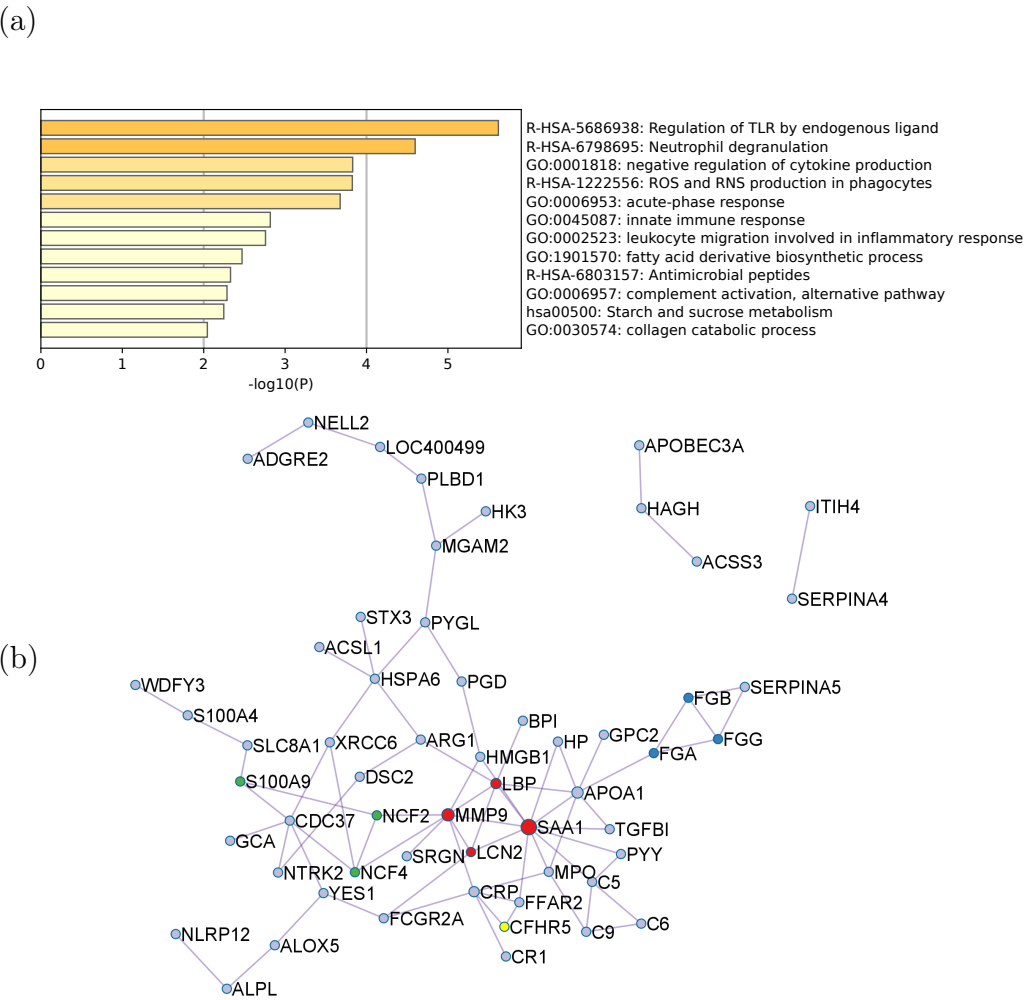 (a)
R-HSA-5686938: Regulation of TLR by endogenous ligand
R-HSA-6798695: Neutrophil degranulation
GO:0001818: negative regulation of cytokine production
R-HSA-1222556: ROS and RNS production in phagocytes
GO:0006953: acute-phase response
GO:0045087: innate immune response
GO:0002523: leukocyte migration involved in inflammatory response
GO:1901570: fatty acid derivative biosynthetic process
R-HSA-6803157: Antimicrobial peptides
GO:0006957: complement activation, alternative pathway
hsa00500: Starch and sucrose metabolism
GO:0030574: collagen catabolic process
0 1 2 3 4 5
-log10(P)
(b)
NELL2
LOC400499
APOBEC3A
ADGRE2
PLBD1
ITIH4
HK3
HAGH
MGAM2
ACSS3
SERPINA4
STX3
PYGL
ACSL1
HSPA6
PGD
WDFY3
SERPINA5
FGB
S100A4
BPI
GPC2
SLC8A1
XRCC6
ARG1
HP
FGG
HMGB1
FGA
DSC2
S100A9
LBP
APOA1
NCF2
MMP9
CDC37
SAA1
TGFBI
GCA
SRGN
LCN2
PYY
NTRK2
NCF4
MPO
C5
YES1
CRP
FFAR2
FCGR2A
CFHR5
C9
C6
NLRP12
ALOX5
CR1
ALPL